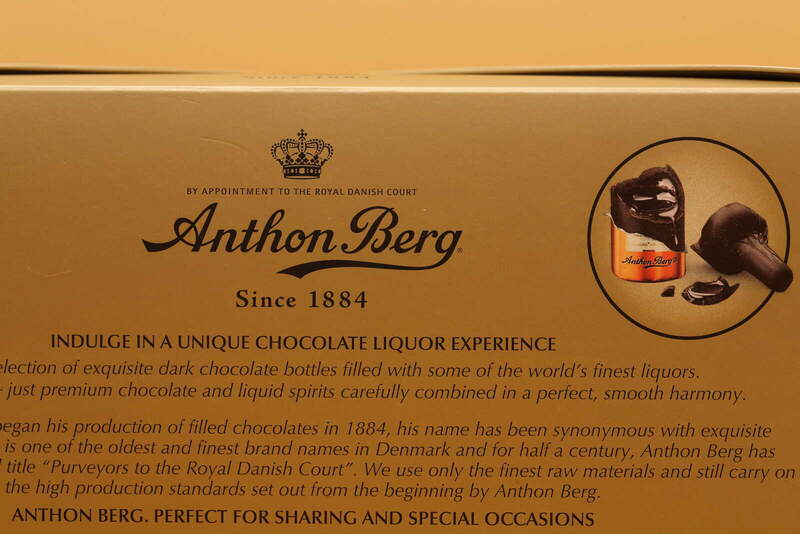 Since 1884
BY APPOINTMENT TO THE ROYAL DANISH COURT
Anthon Berg®
Since 1884
Anthon Berg
INDULGE IN A UNIQUE CHOCOLATE LIQUOR EXPERIENCE
election of exquisite dark chocolate bottles filled with some of the world's finest liquors.
- just premium chocolate and liquid spirits carefully combined in a perfect, smooth harmony.
began his production of filled chocolates in 1884, his name has been synonymous with exquisite
is one of the oldest and finest brand names in Denmark and for half a century, Anthon Berg has
title “Purveyors to the Royal Danish Court”. We use only the finest raw materials and still carry on
the high production standards set out from the beginning by Anthon Berg.
ANTHON BERG. PERFECT FOR SHARING AND SPECIAL OCCASIONS